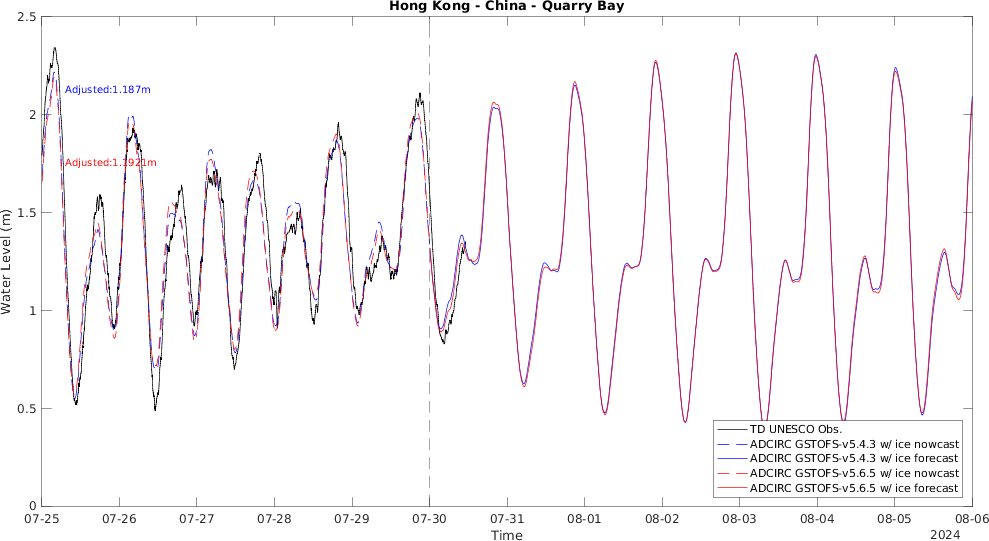 Hong Kong - China - Quarry Bay
2.5
2
1.5
1
0.5
0
Water Level (m)
Adjusted:1.187m
Adjusted:1.1921m
TD UNESCO Obs.
ADCIRC GSTOFS-v5.4.3 w/ ice nowcast
ADCIRC GSTOFS-v5.4.3 w/ ice forecast
ADCIRC GSTOFS-v5.6.5 w/ ice nowcast
ADCIRC GSTOFS-v5.6.5 w/ ice forecast
07-25 07-26 07-27 07-28 07-29 07-30 07-31 08-01 08-02 08-03 08-04 08-05 08-06
Time
2024